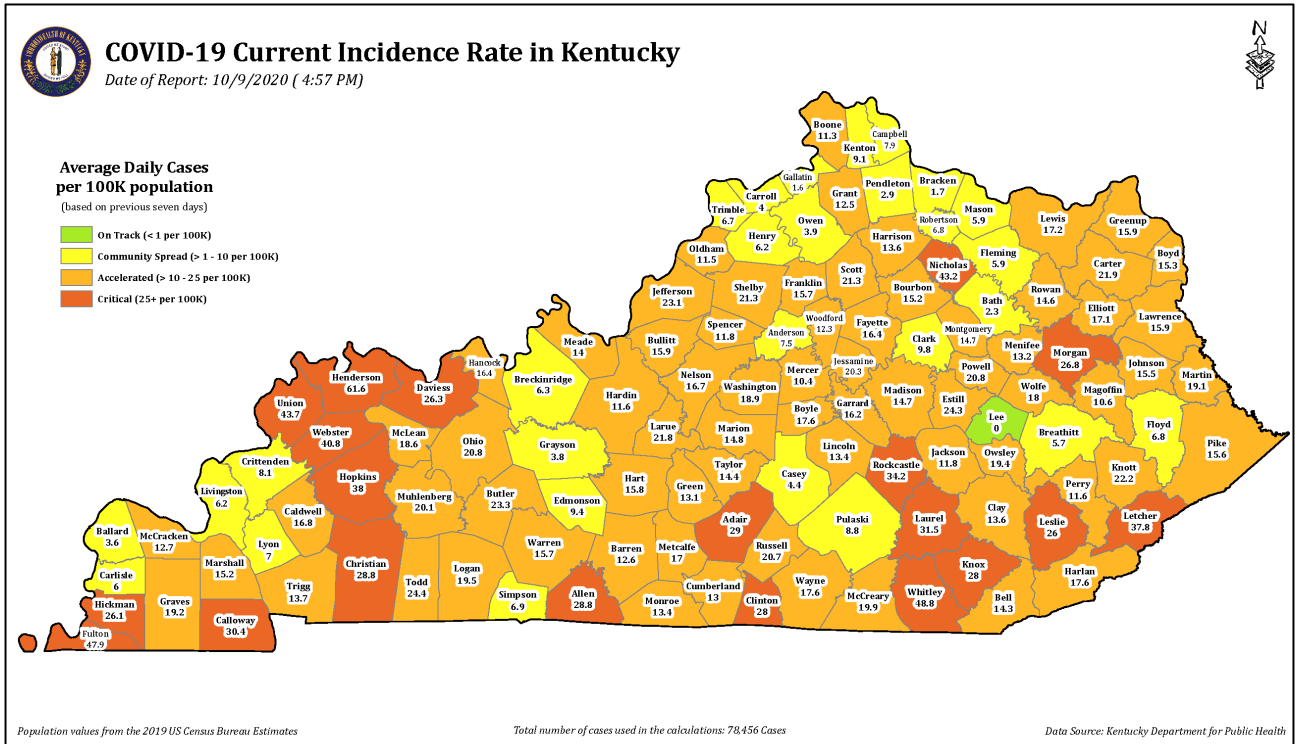 COVID-19 Current Incidence Rate in Kentucky
Date of Report: 10/9/2020 ( 4:57 PM)
N
Average Daily Cases
per 100K population
(based on previous seven days)
On Track (< 1 per 100K)
Community Spread (> 1 - 10 per 100K)
Accelerated (> 10 - 25 per 100K)
Critical (25+ per 100K)
Boone
11.3
Kenton
9.1
Campbell
7.9
Gallatin
1.6
Carroll
4
Trimble
6.7
Grant
12.5
Pendleton
2.9
Bracken
1.7
Mason
5.9
Robertson
6.8
Owen
3.9
Henry
6.2
Oldham
11.5
Harrison
13.6
Lewis
17.2
Greenup
15.9
Boyd
15.3
Nicholas
43.2
Fleming
5.9
Carter
21.9
Scott
21.3
Franklin
15.7
Shelby
21.3
Jefferson
23.1
Bourbon
15.2
Bath
2.3
Rowan
14.6
Elliott
17.1
Lawrence
15.9
Spencer
11.8
Anderson
7.5
Woodford
12.3
Fayette
16.4
Clark
9.8
Montgomery
14.7
Menifee
13.2
Morgan
26.8
Johnson
15.5
Martin
19.1
Meade
14
Bullitt
15.9
Hancock
16.4
Breckinridge
6.3
Henderson
61.6
Daviess
26.3
Union
43.7
Hardin
11.6
Nelson
16.7
Washington
18.9
Mercer
10.4
Jessamine
20.3
Madison
14.7
Powell
20.8
Estill
24.3
Wolfe
18
Magoffin
10.6
Floyd
6.8
Pike
15.6
Webster
40.8
McLean
18.6
Ohio
20.8
Grayson
3.8
Larue
21.8
Marion
14.8
Boyle
17.6
Garrard
16.2
Lincoln
13.4
Lee
0
Breathitt
5.7
Crittenden
8.1
Livingston
6.2
Hopkins
38
Muhlenberg
20.1
Butler
23.3
Edmonson
9.4
Hart
15.8
Green
13.1
Taylor
14.4
Casey
4.4
Rockcastle
34.2
Jackson
11.8
Owsley
19.4
Perry
11.6
Knott
22.2
Letcher
37.8
Caldwell
16.8
Lyon
7
Ballard
3.6
McCracken
12.7
Marshall
15.2
Carlisle
6
Hickman
26.1
Fulton
47.9
Graves
19.2
Calloway
30.4
Trigg
13.7
Christian
28.8
Todd
24.4
Logan
19.5
Warren
15.7
Simpson
6.9
Allen
28.8
Barren
12.6
Metcalfe
17
Monroe
13.4
Adair
29
Russell
20.7
Cumberland
13
Clinton
28
Wayne
17.6
Pulaski
8.8
McCreary
19.9
Laurel
31.5
Whitley
48.8
Knox
28
Clay
13.6
Leslie
26
Bell
14.3
Harlan
17.6
Population values from the 2019 US Census Bureau Estimates
Total number of cases used in the calculations: 78,456 Cases
Data Source: Kentucky Department for Public Health